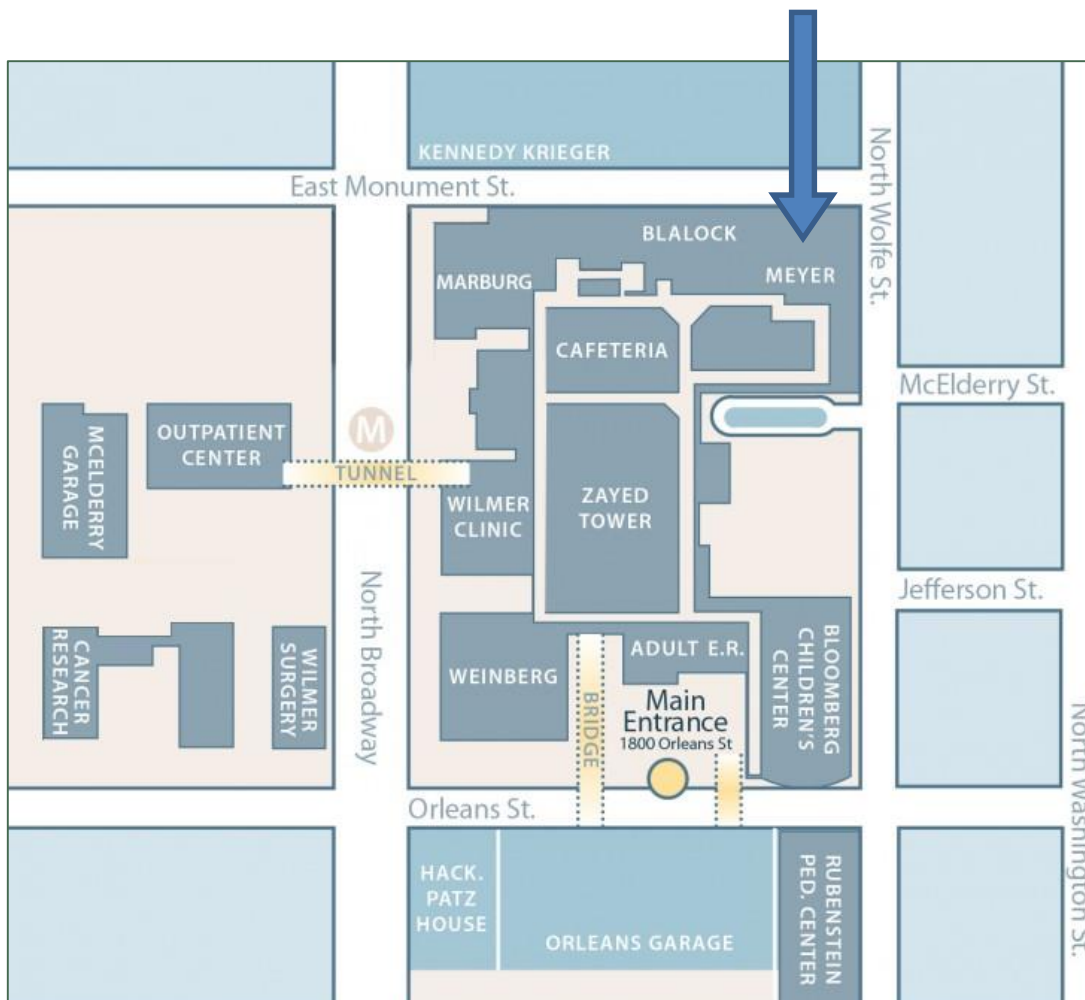 KENNEDY KRIEGER
East Monument St.
North Wolfe St.
BLALOCK
MEYER
MARBURG
CAFETERIA
McElderry St.
MCELDERRY
GARAGE
OUTPATIENT
CENTER
M
TUNNEL
WILMER
CLINIC
ZAYED
TOWER
North Broadway
Jefferson St.
CANCER
RESEARCH
WILMER
SURGERY
WEINBERG
BRIDGE
ADULT E.R.
Main
Entrance
1800 Orleans St
BLOOMBERG
CHILDREN'S
CENTER
North Washington St.
Orleans St.
HACK.
PATZ
HOUSE
ORLEANS GARAGE
RUBENSTEIN
PED. CENTER